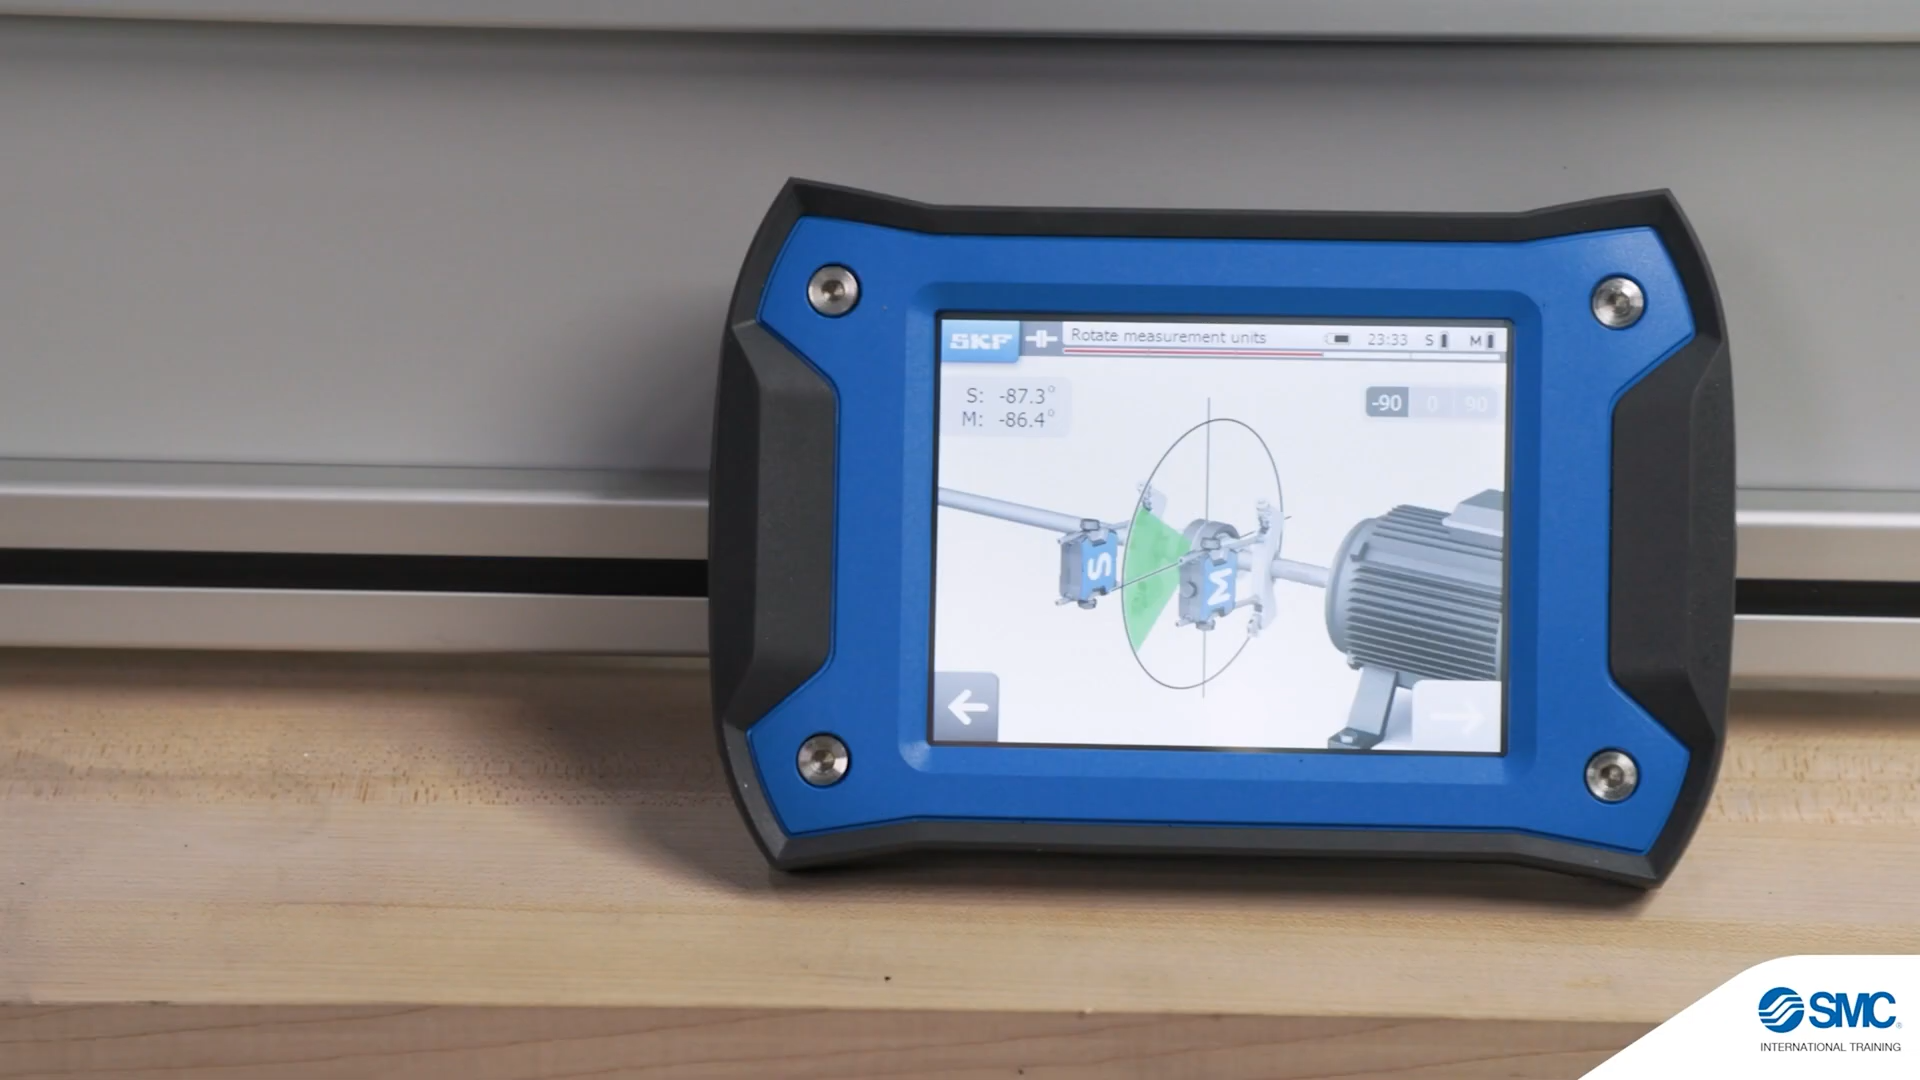 SKF
Rotate measurement units
23:33 S M
S: -87.3°
M: -86.4°
-90 0 90
S
M
SMC®
INTERNATIONAL TRAINING